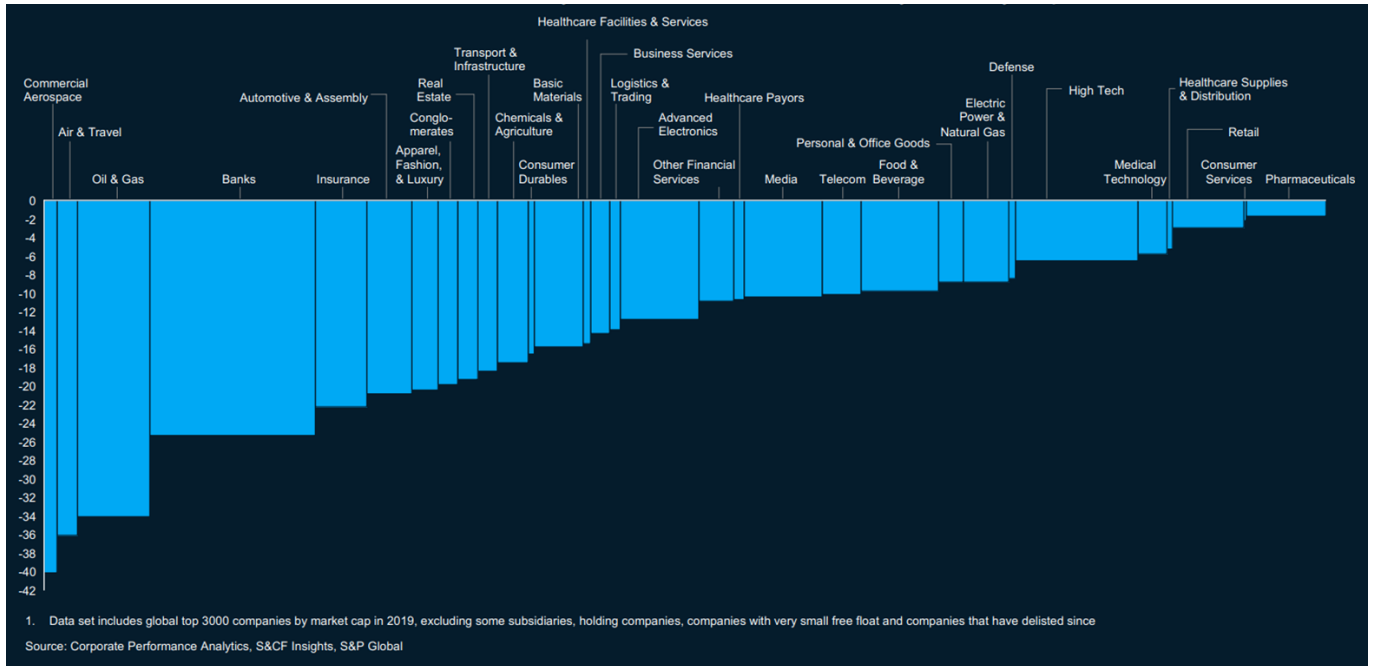 Healthcare Facilities & Services
Transport &
Infrastructure
Business Services
Defense
Commercial
Aerospace
Automotive & Assembly
Real
Estate
Basic
Materials
Logistics &
Trading
Healthcare Payors
High Tech
Healthcare Supplies
& Distribution
Air & Travel
Conglo-
merates
Chemicals &
Agriculture
Advanced
Electronics
Electric
Power &
Natural Gas
Retail
Personal & Office Goods
Oil & Gas
Banks
Insurance
Apparel,
Fashion,
& Luxury
Consumer
Durables
Other Financial
Services
Media
Telecom
Food &
Beverage
Medical
Technology
Consumer
Services
Pharmaceuticals
0
-2
-4
-6
-8
-10
-12
-14
-16
-18
-20
-22
-24
-26
-28
-30
-32
-34
-36
-38
-40
-42
1. Data set includes global top 3000 companies by market cap in 2019, excluding some subsidiaries, holding companies, companies with very small free float and companies that have delisted since
Source: Corporate Performance Analytics, S&CF Insights, S&P Global